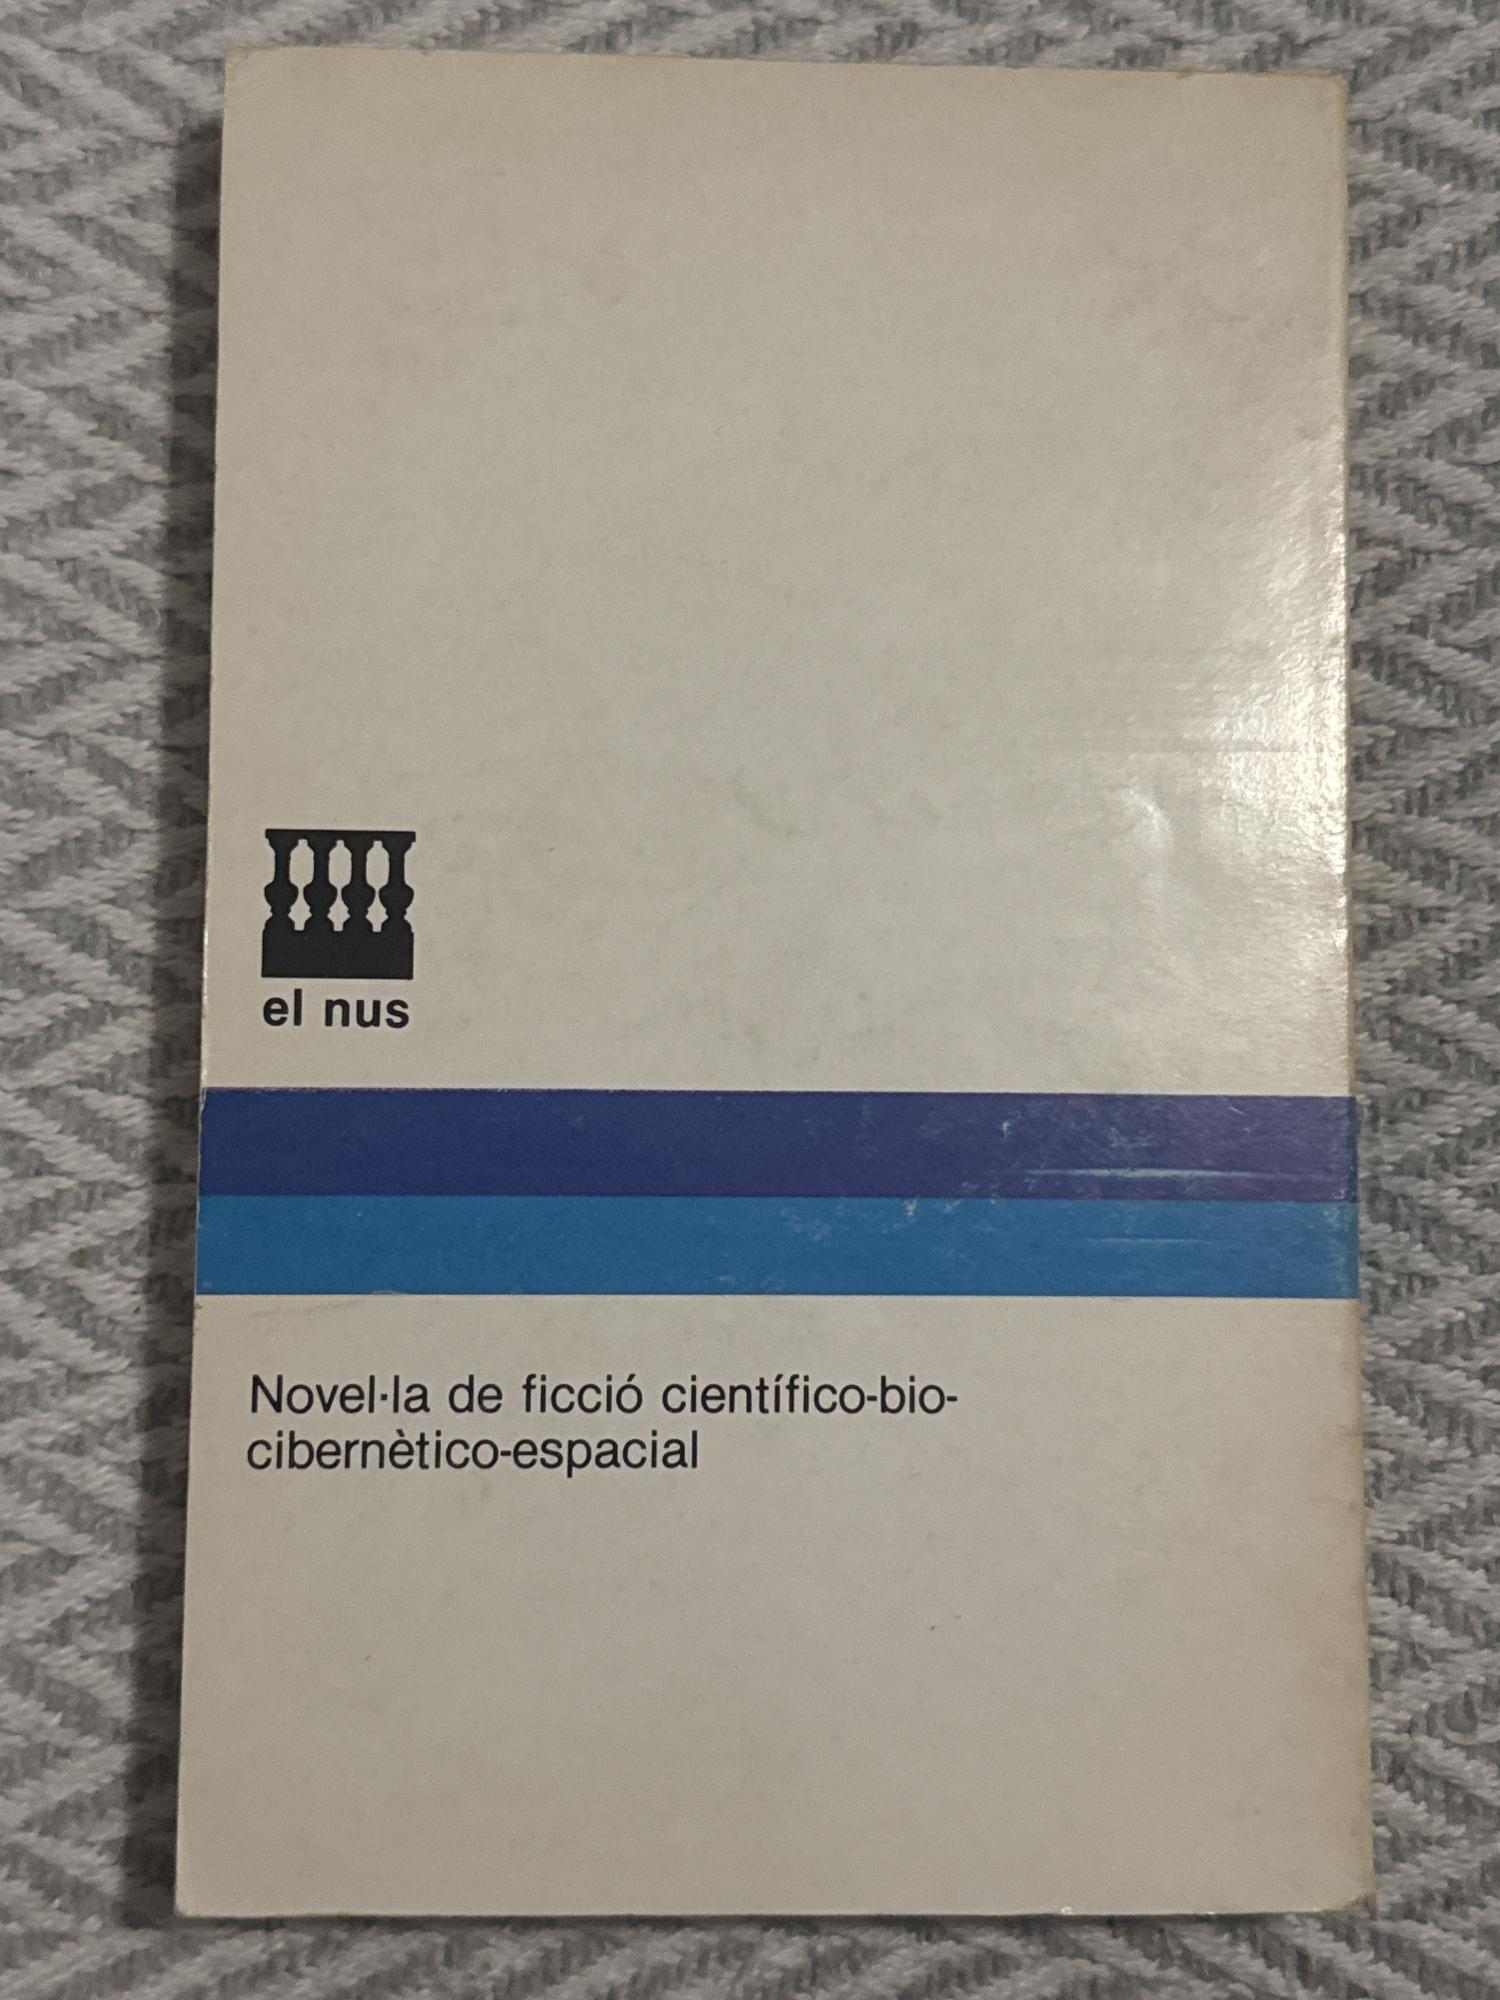 el nus
Novel·la de ficció científico-bio-
cibernètico-espacial